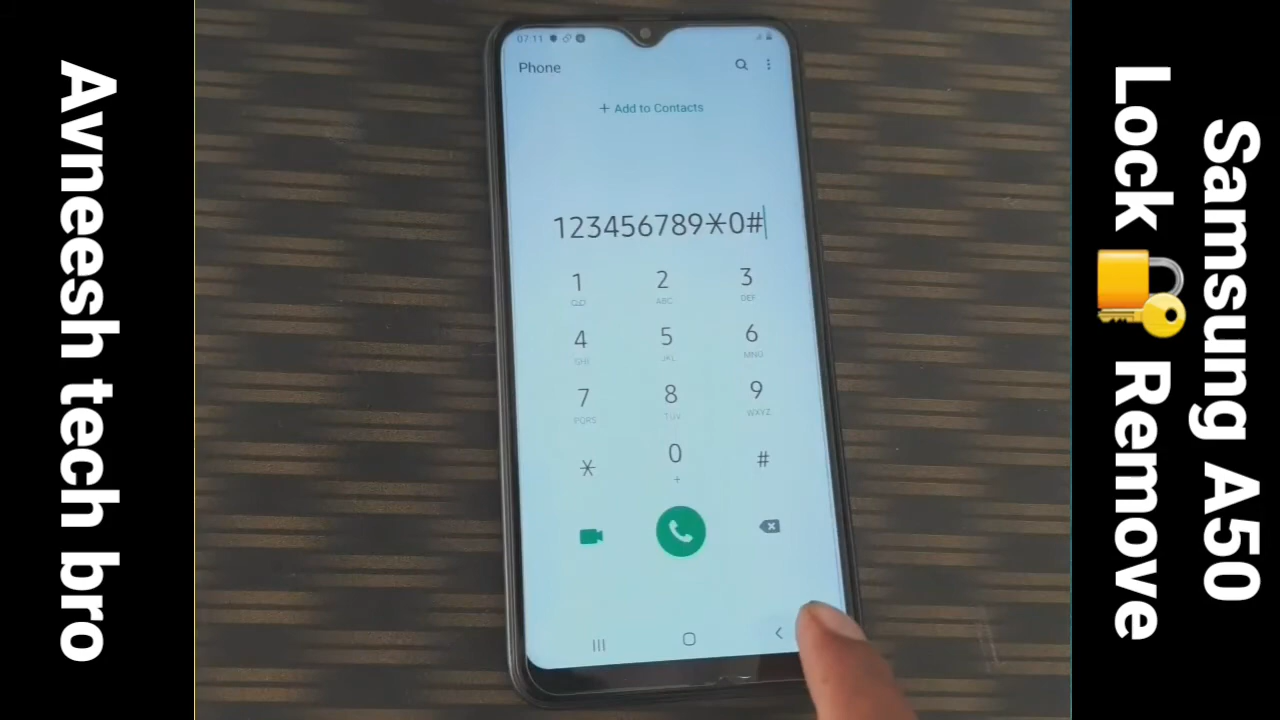 Avneesh tech bro
07:11
Phone
+ Add to Contacts
123456789*0#
1
2 ABC
3 DEF
4 GHI
5 JKL
6 MNO
7 PQRS
8 TUV
9 WXYZ
*
0 +
#
Samsung A50
Lock 🔐 Remove